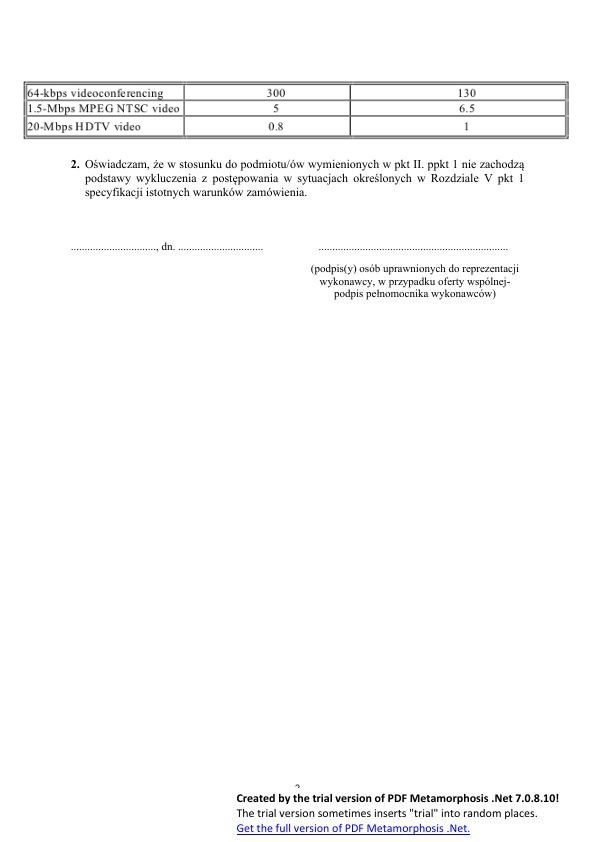 64-kbps videoconferencing 300 130
1.5-Mbps MPEG NTSC video 5 6.5
20-Mbps HDTV video 0.8 1
2. Oświadczam, że w stosunku do podmiotu/ów wymienionych w pkt II. ppkt 1 nie zachodzą
podstawy wykluczenia z postępowania w sytuacjach określonych w Rozdziale V pkt 1
specyfikacji istotnych warunków zamówienia.
..............................., dn. ............................... .....................................................................
(podpis(y) osób uprawnionych do reprezentacji
wykonawcy, w przypadku oferty wspólnej-
podpis pełnomocnika wykonawców)
Created by the trial version of PDF Metamorphosis .Net 7.0.8.10!
The trial version sometimes inserts "trial" into random places.
Get the full version of PDF Metamorphosis .Net.